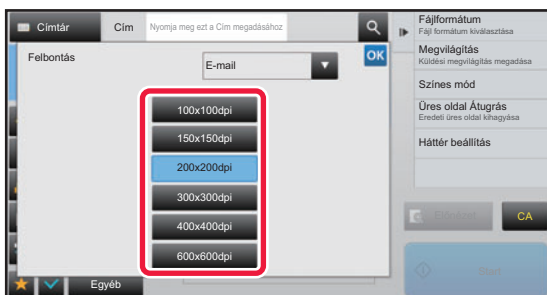 Címtár
Cím
Nyomja meg ezt a Cím megadásához
Felbontás
E-mail
OK
100x100dpi
150x150dpi
200x200dpi
300x300dpi
400x400dpi
600x600dpi
Egyéb
Fájlformátum
Fájl formátum kiválasztása
Megvilágítás
Küldési megvilágítás megadása
Színes mód
Üres oldal Átugrás
Eredeti üres oldal kihagyása
Háttér beállítás
CA
Start